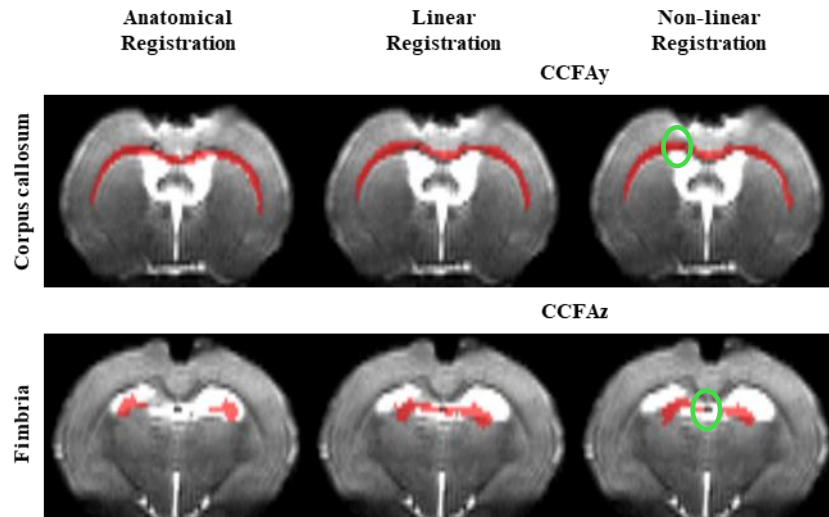 Anatomical
Registration
Linear
Registration
Non-linear
Registration
CCFAy
Corpus callosum
CCFAz
Fimbria